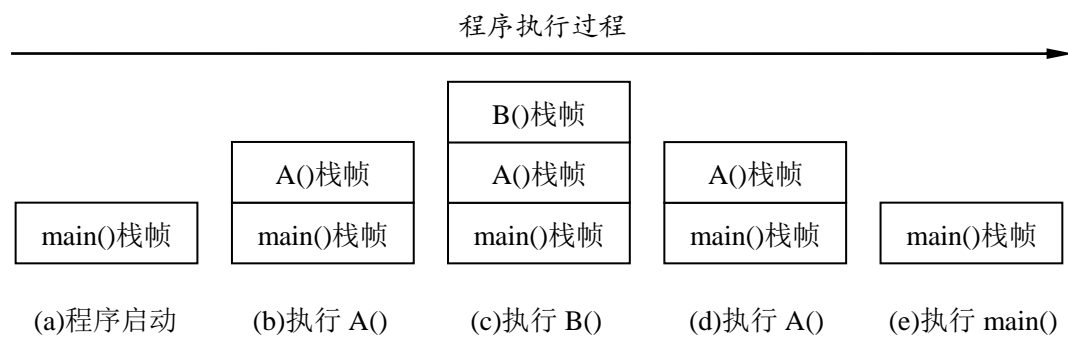 程序执行过程
B()栈帧
A()栈帧 A()栈帧 A()栈帧
main()栈帧 main()栈帧 main()栈帧 main()栈帧 main()栈帧
(a)程序启动 (b)执行 A() (c)执行 B() (d)执行 A() (e)执行 main()